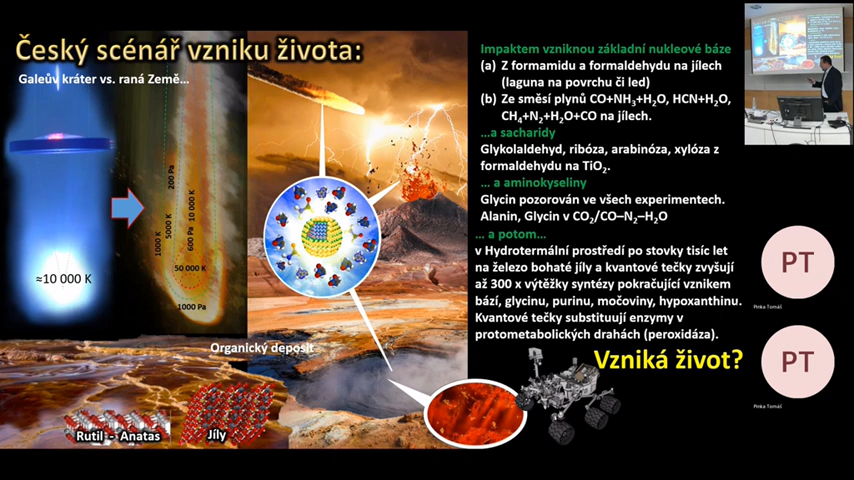 Český scénář vzniku života:
Galeův kráter vs. raná Země…
≈10 000 K
200 Pa
1000 K
5000 K
600 Pa
10 000 K
50 000 K
1000 Pa
Organický deposit
Rutil - Anatas
Jíly
Impaktem vzniknou základní nukleové báze
(a) Z formamidu a formaldehydu na jílech
(laguna na povrchu či led)
(b) Ze směsí plynů CO+NH₃+H₂O, HCN+H₂O,
CH₄+N₂+H₂O+CO na jílech.
…a sacharidy
Glykolaldehyd, ribóza, arabinóza, xylóza z
formaldehydu na TiO₂.
… a aminokyseliny
Glycin pozorován ve všech experimentech.
Alanin, Glycin v CO₂/CO–N₂–H₂O
… a potom…
v Hydrotermální prostředí po stovky tisíc let
na železo bohaté jíly a kvantové tečky zvyšují
až 300 x výtěžky syntézy pokračující vznikem
bází, glycinu, purinu, močoviny, hypoxanthinu.
Kvantové tečky substituují enzymy v
protometabolických drahách (peroxidáza).
Vzniká život?
PT
Pinka Tomáš
PT
Pinka Tomáš